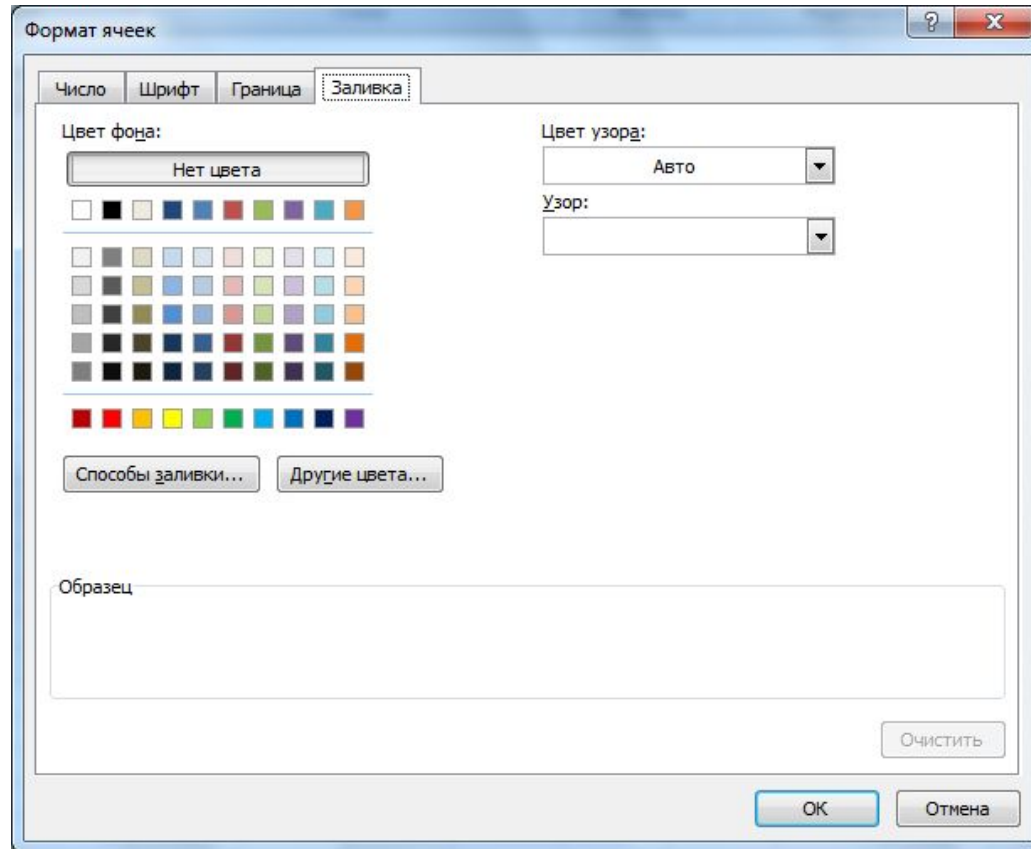 Формат ячеек
Число Шрифт Граница Заливка
Цвет фона:
Нет цвета
Цвет узора:
Авто
Узор:
Способы заливки... Другие цвета...
Образец
Очистить
ОК Отмена